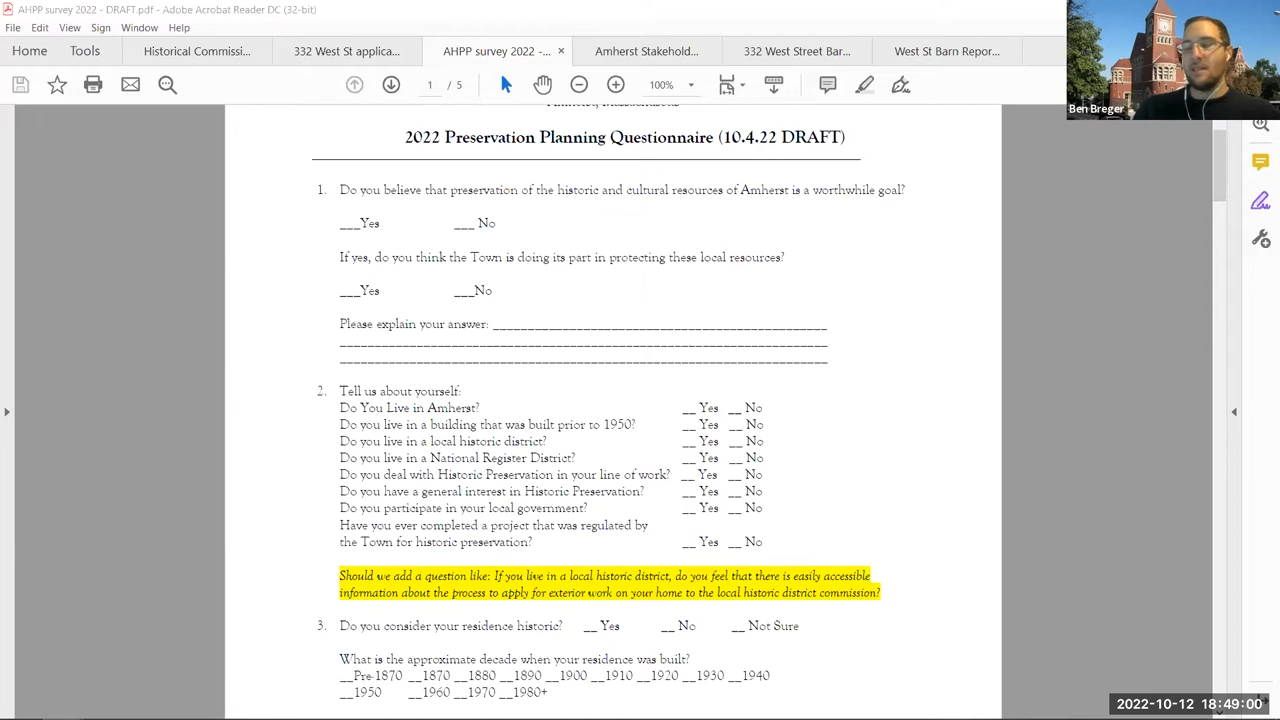 AHPP survey 2022 - DRAFT.pdf - Adobe Acrobat Reader DC (32-bit)
File Edit View Sign Window Help
Home Tools Historical Commissi... 332 West St applica... AHPP survey 2022 -... × Amherst Stakehold... 332 West Street Bar... West St Barn Repor...
1 / 5 100%
Ben Breger
2022 Preservation Planning Questionnaire (10.4.22 DRAFT)
1. Do you believe that preservation of the historic and cultural resources of Amherst is a worthwhile goal?
___Yes ___ No
If yes, do you think the Town is doing its part in protecting these local resources?
___Yes ___No
Please explain your answer: ________________________________________________
______________________________________________________________________
______________________________________________________________________
2. Tell us about yourself:
Do You Live in Amherst? __ Yes __ No
Do you live in a building that was built prior to 1950? __ Yes __ No
Do you live in a local historic district? __ Yes __ No
Do you live in a National Register District? __ Yes __ No
Do you deal with Historic Preservation in your line of work? __ Yes __ No
Do you have a general interest in Historic Preservation? __ Yes __ No
Do you participate in your local government? __ Yes __ No
Have you ever completed a project that was regulated by
the Town for historic preservation? __ Yes __ No
Should we add a question like: If you live in a local historic district, do you feel that there is easily accessible
information about the process to apply for exterior work on your home to the local historic district commission?
3. Do you consider your residence historic? __ Yes __ No __ Not Sure
What is the approximate decade when your residence was built?
__Pre-1870 __1870 __1880 __1890 __1900 __1910 __1920 __1930 __1940
__1950 __1960 __1970 __1980+
2022-10-12 18:49:00